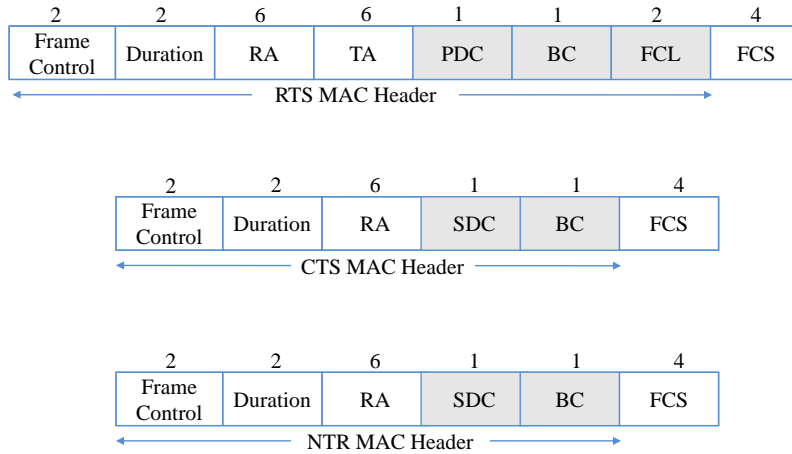 2 2 6 6 1 1 2 4
Frame Control Duration RA TA PDC BC FCL FCS
RTS MAC Header
2 2 6 1 1 4
Frame Control Duration RA SDC BC FCS
CTS MAC Header
2 2 6 1 1 4
Frame Control Duration RA SDC BC FCS
NTR MAC Header